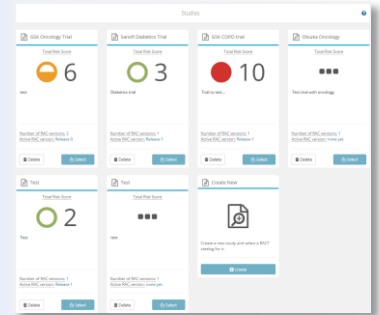 Studies
GSK Oncology Trial
Total Risk Score
6
test
Number of RAC versions: 2
Active RAC version: Release 0
Delete
Select
Sanofi Diabetics Trial
Total Risk Score
3
Diabetics trial
Number of RAC versions: 1
Active RAC version: Release 1
Delete
Select
GSK COPD trial
Total Risk Score
10
Trial to test...
Number of RAC versions: 1
Active RAC version: Release 1
Delete
Select
Otsuka Oncology
Total Risk Score
Test trial with oncology
Number of RAC versions: 1
Active RAC version: none yet.
Delete
Select
Test
Total Risk Score
2
Test
Number of RAC versions: 1
Active RAC version: Release 1
Delete
Select
Test
Total Risk Score
Number of RAC versions: 1
Active RAC version: none yet.
Delete
Select
Create New
Create a new study and select a RACT
catalog for it.
Create